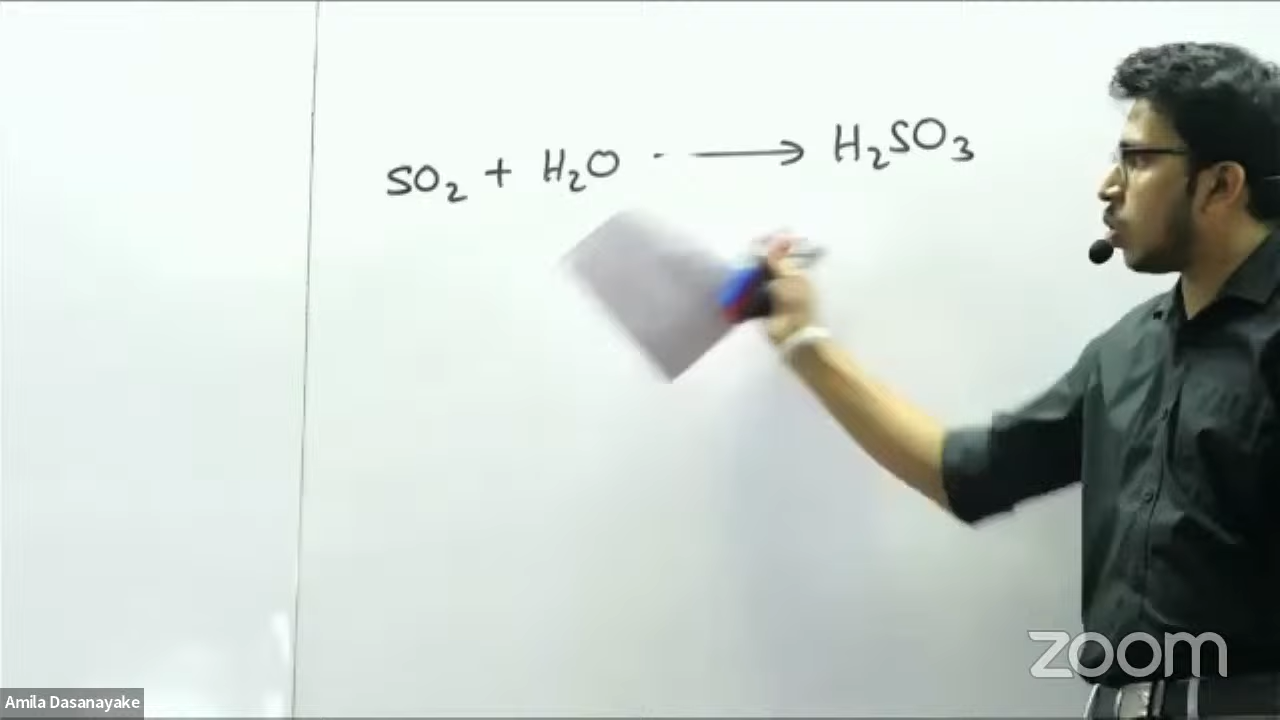 SO₂ + H₂O ⟶ H₂SO₃
zoom
Amila Dasanayake